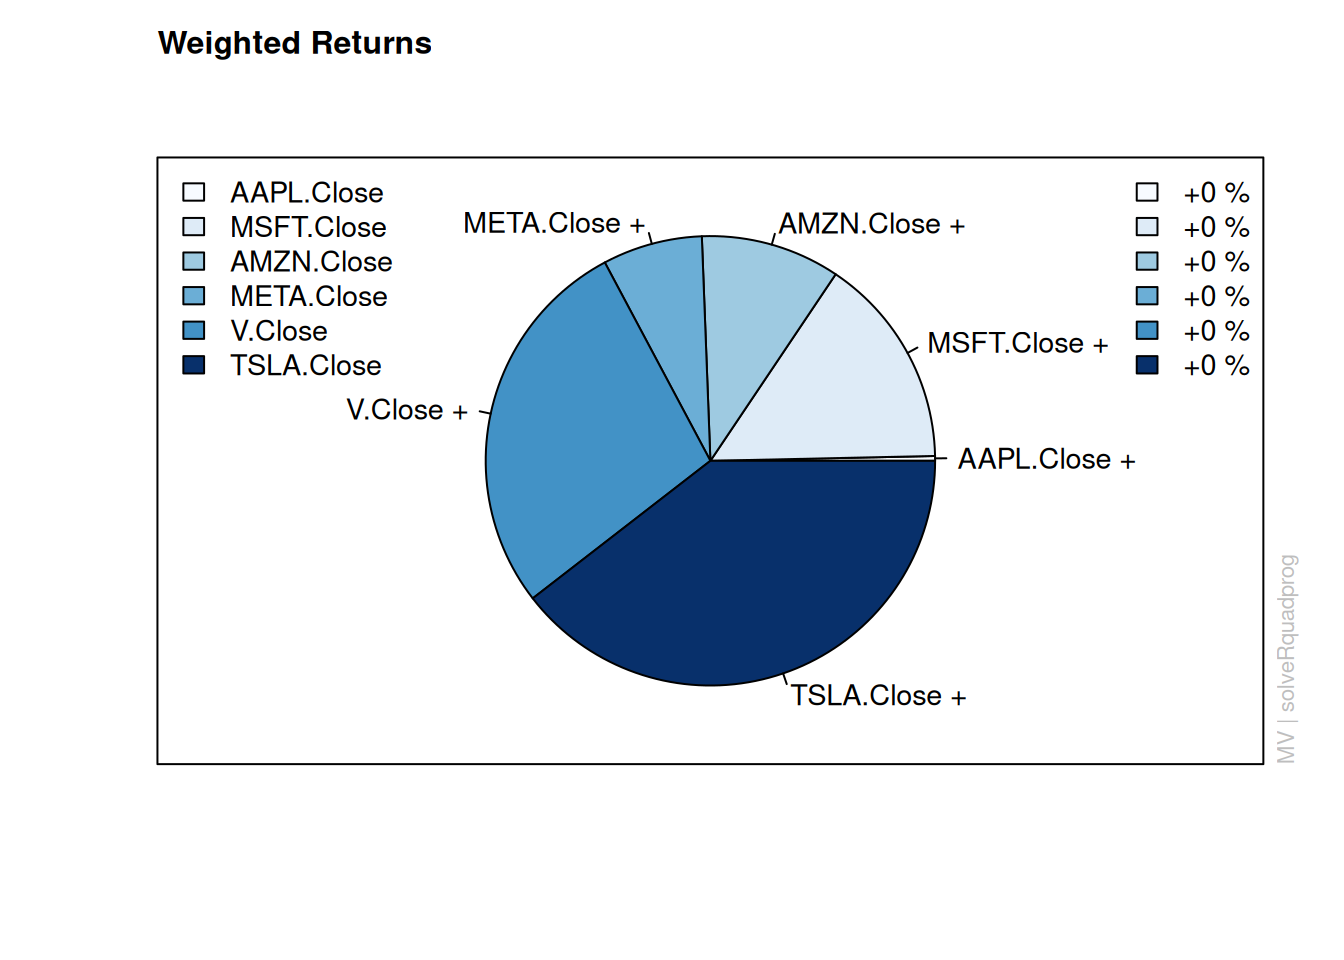 Weighted Returns
AAPL.Close
MSFT.Close
AMZN.Close
META.Close
V.Close
TSLA.Close
+0 %
+0 %
+0 %
+0 %
+0 %
+0 %
META.Close +
AMZN.Close +
MSFT.Close +
V.Close +
AAPL.Close +
TSLA.Close +
MV | solveRquadprog